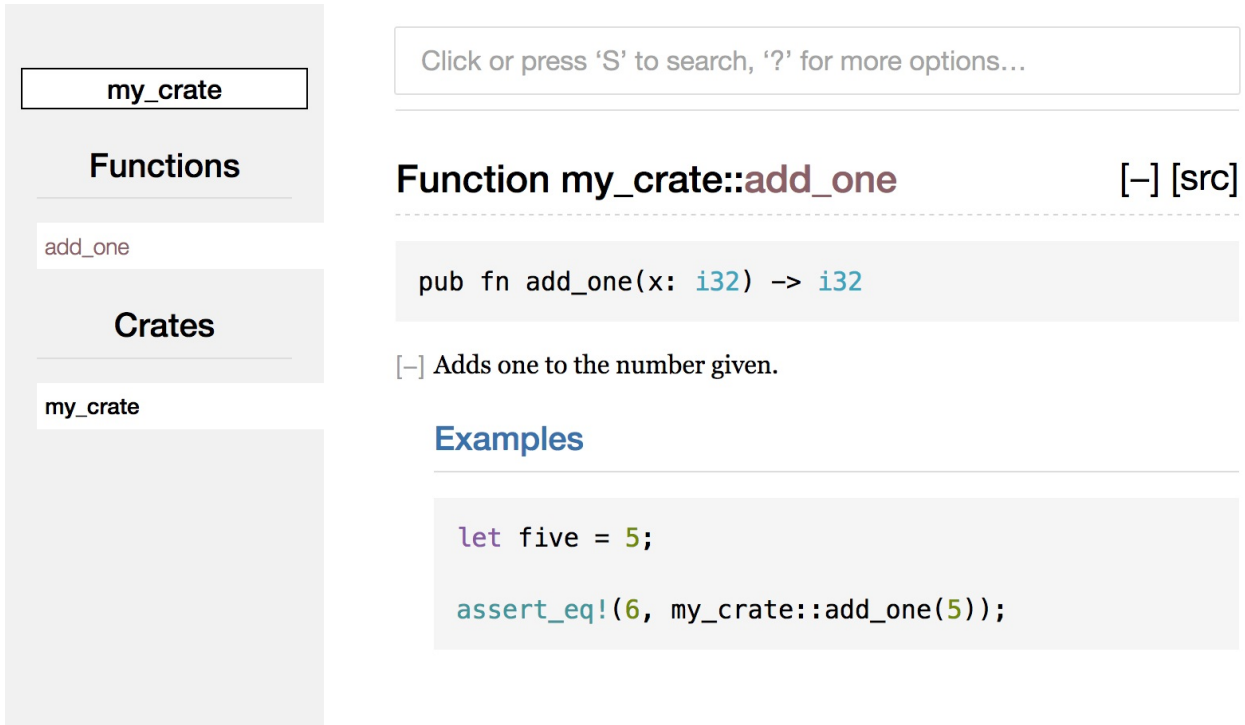 my_crate
Functions
add_one
Crates
my_crate
Click or press ‘S’ to search, ‘?’ for more options…
Function my_crate::add_one [−] [src]
pub fn add_one(x: i32) -> i32
[−] Adds one to the number given.
Examples
let five = 5;
assert_eq!(6, my_crate::add_one(5));